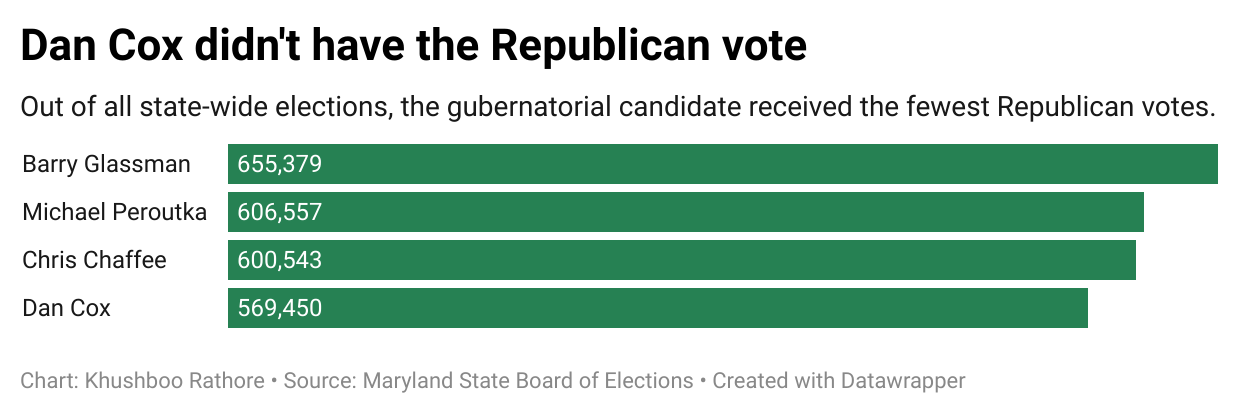 Dan Cox didn't have the Republican vote
Out of all state-wide elections, the gubernatorial candidate received the fewest Republican votes.
Barry Glassman 655,379
Michael Peroutka 606,557
Chris Chaffee 600,543
Dan Cox 569,450
Chart: Khushboo Rathore • Source: Maryland State Board of Elections • Created with Datawrapper